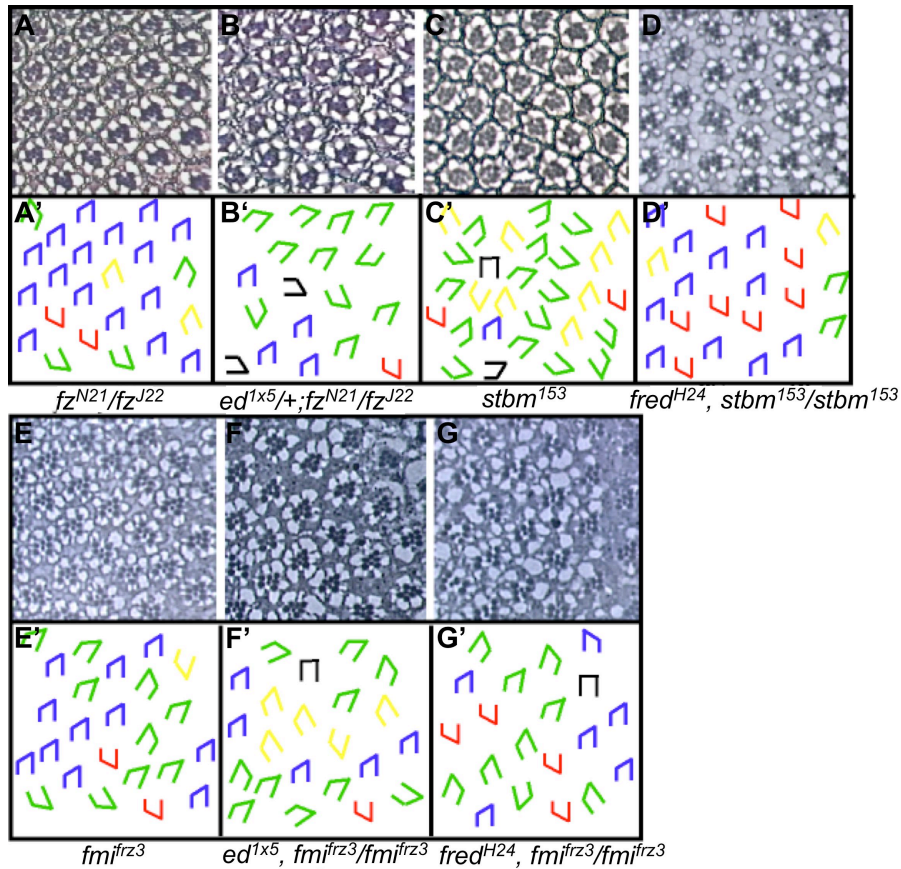 A B C D
A' B' C' D'
fzN21/fzJ22 ed1x5/+;fzN21/fzJ22 stbm153 fredH24, stbm153/stbm153
E F G
E' F' G'
fmifrz3 ed1x5, fmifrz3/fmifrz3 fredH24, fmifrz3/fmifrz3